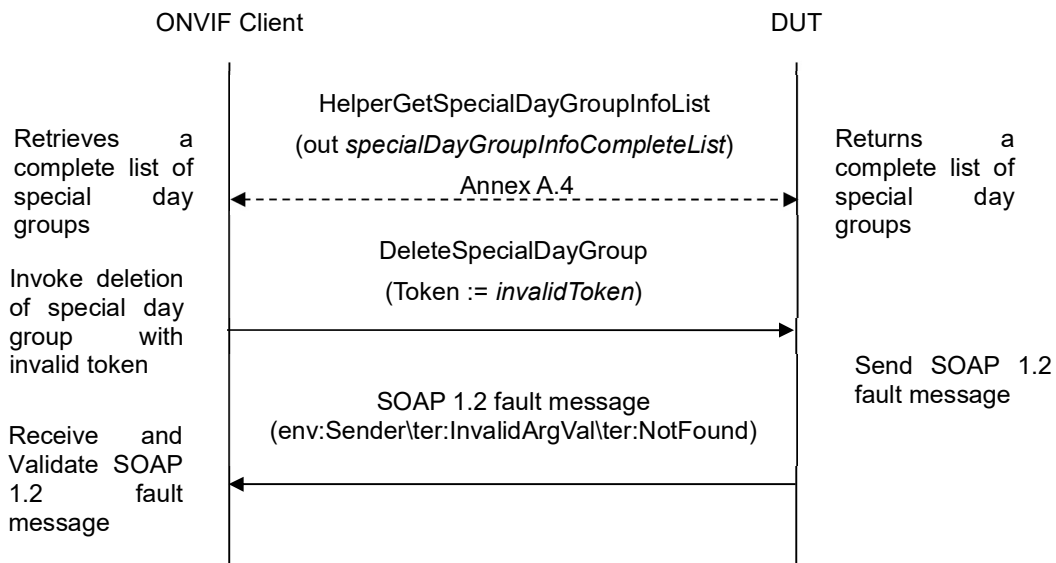 ONVIF Client
DUT
HelperGetSpecialDayGroupInfoList
(out specialDayGroupInfoCompleteList)
Annex A.4
Retrieves a
complete list of
special day
groups
Returns a
complete list of
special day
groups
DeleteSpecialDayGroup
(Token := invalidToken)
Invoke deletion
of special day
group with
invalid token
Send SOAP 1.2
fault message
SOAP 1.2 fault message
(env:Sender\ter:InvalidArgVal\ter:NotFound)
Receive and
Validate SOAP
1.2 fault
message